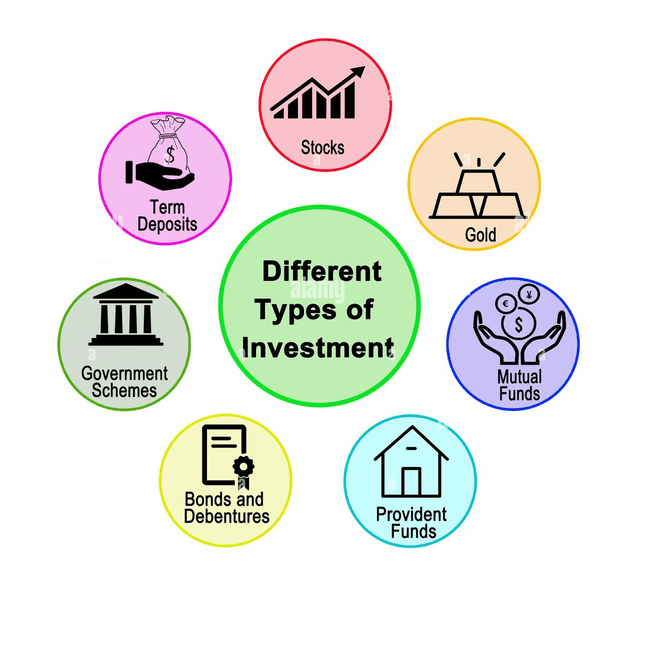 Stocks
Term
Deposits
Gold
Different
Types of
Investment
alamy
Government
Schemes
Mutual
Funds
Bonds and
Debentures
Provident
Funds
$
€
¥
$
a
a
a
a
a
a
a